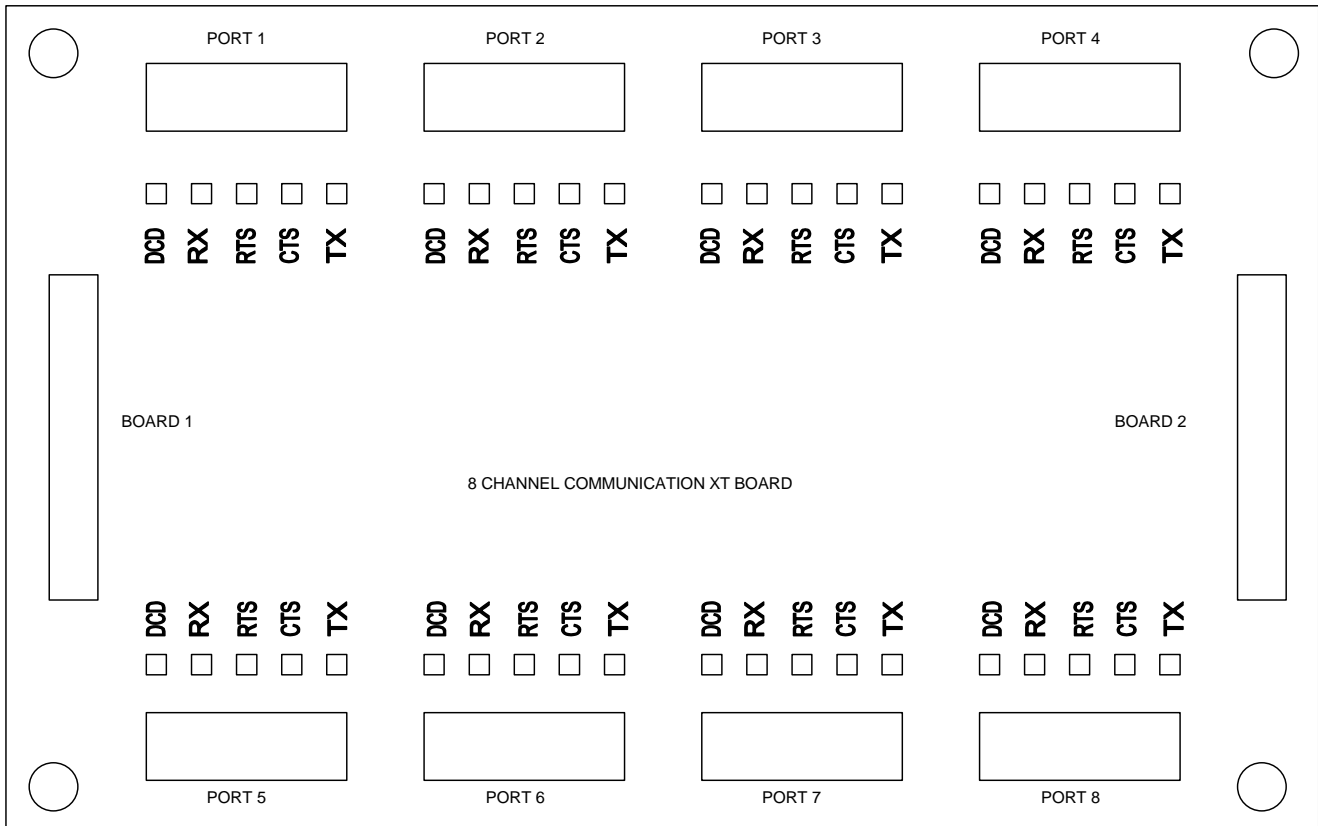 PORT 1 PORT 2 PORT 3 PORT 4
DCD RX RTS CTS TX DCD RX RTS CTS TX DCD RX RTS CTS TX DCD RX RTS CTS TX
BOARD 1 BOARD 2
8 CHANNEL COMMUNICATION XT BOARD
DCD RX RTS CTS TX DCD RX RTS CTS TX DCD RX RTS CTS TX DCD RX RTS CTS TX
PORT 5 PORT 6 PORT 7 PORT 8